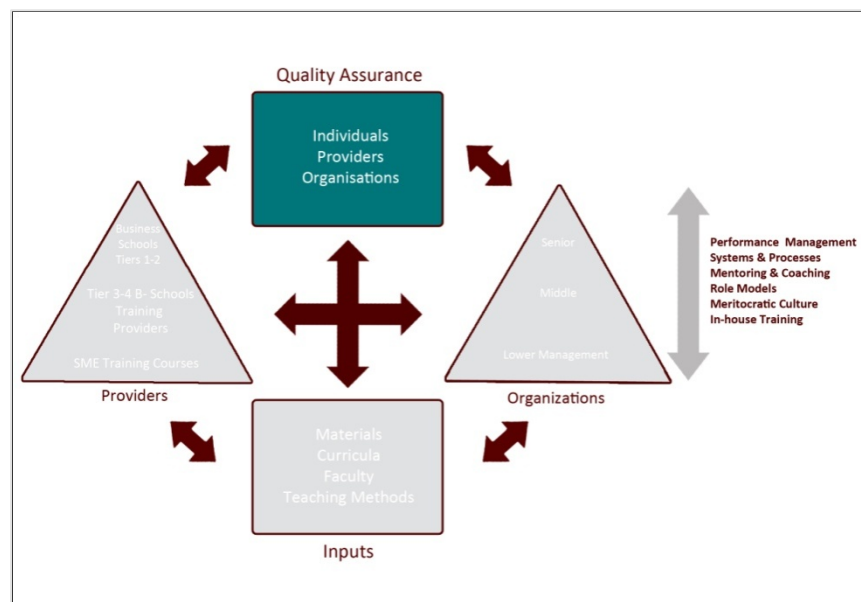 Quality Assurance
Individuals
Providers
Organisations
Business
Schools
Tiers 1-2
Tier 3-4 B- Schools
Training
Providers
SME Training Courses
Providers
Senior
Middle
Lower Management
Organizations
Performance Management
Systems & Processes
Mentoring & Coaching
Role Models
Meritocratic Culture
In-house Training
Materials
Curricula
Faculty
Teaching Methods
Inputs